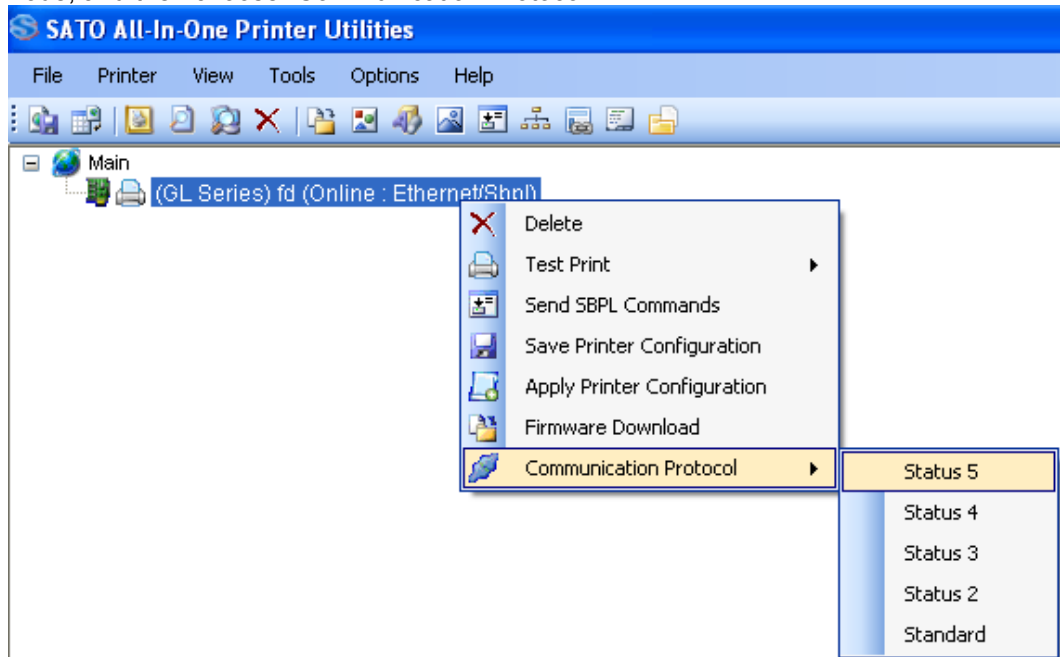 SATO All-In-One Printer Utilities
File Printer View Tools Options Help
Main
(GL Series) fd (Online : Ethernet/Sbpl)
Delete
Test Print
Send SBPL Commands
Save Printer Configuration
Apply Printer Configuration
Firmware Download
Communication Protocol
Status 5
Status 4
Status 3
Status 2
Standard